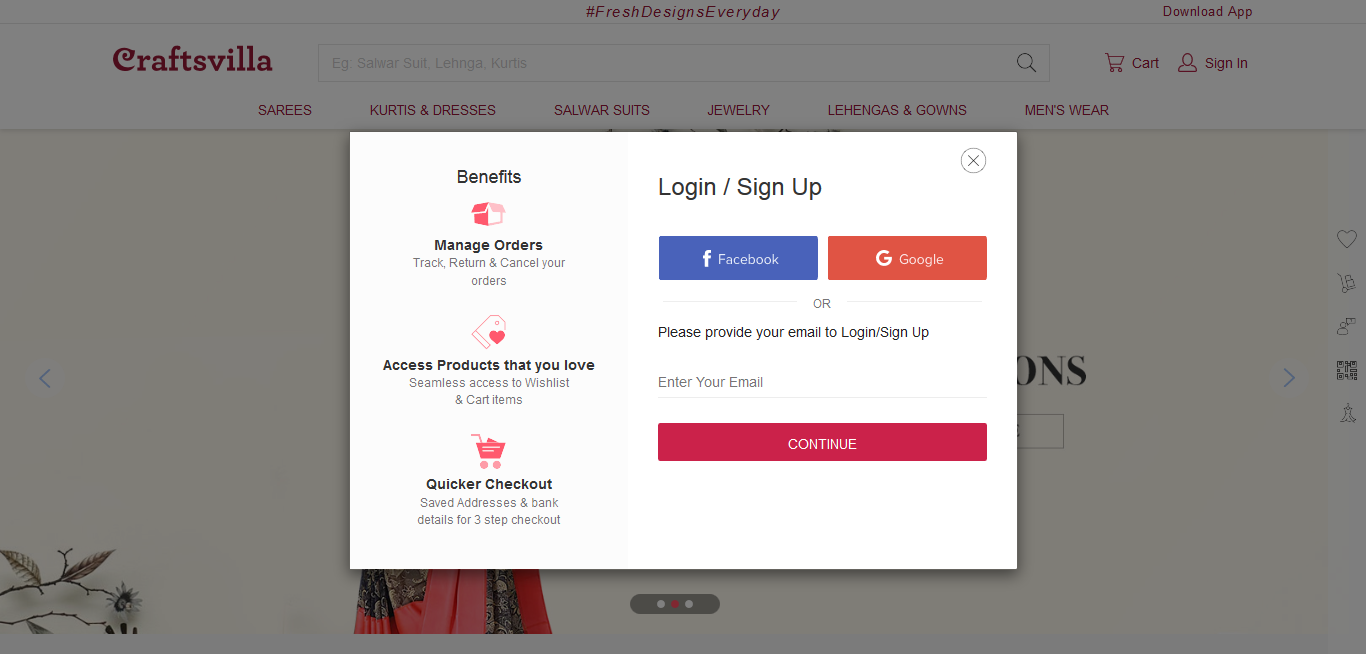 #FreshDesignsEveryday
Download App
Craftsvilla
Eg: Salwar Suit, Lehnga, Kurtis
Cart
Sign In
SAREES
KURTIS & DRESSES
SALWAR SUITS
JEWELRY
LEHENGAS & GOWNS
MEN'S WEAR
Benefits
Manage Orders
Track, Return & Cancel your
orders
Access Products that you love
Seamless access to Wishlist
& Cart items
Quicker Checkout
Saved Addresses & bank
details for 3 step checkout
Login / Sign Up
Facebook
Google
OR
Please provide your email to Login/Sign Up
Enter Your Email
CONTINUE
ONS